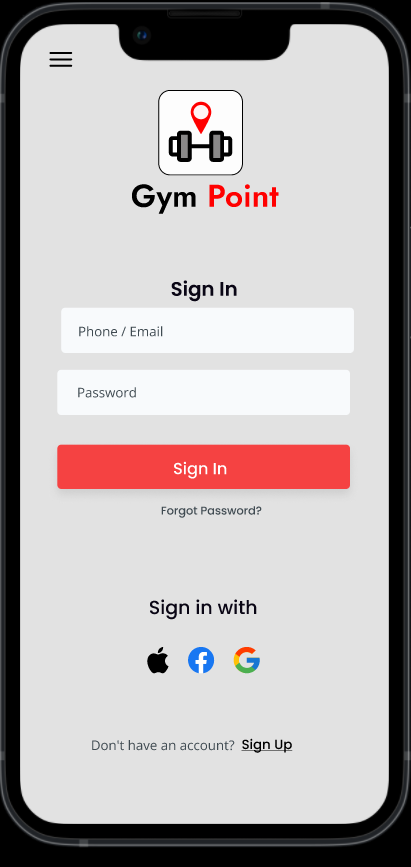 Gym Point
Sign In
Phone / Email
Password
Sign In
Forgot Password?
Sign in with
Don't have an account? Sign Up